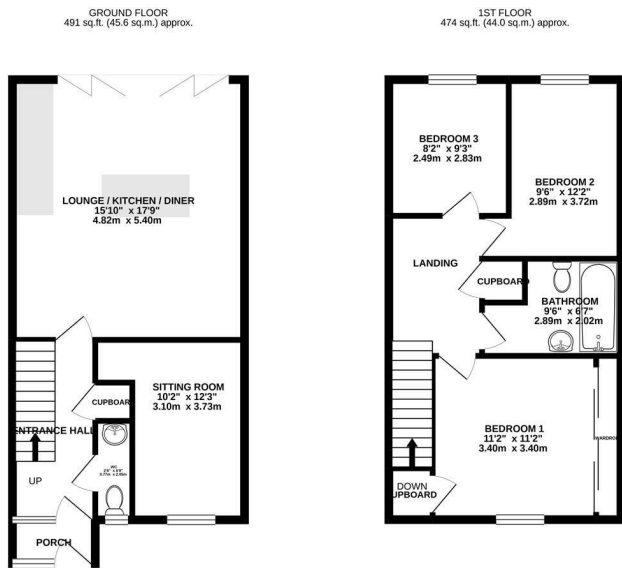 GROUND FLOOR
491 sq.ft. (45.6 sq.m.) approx.
1ST FLOOR
474 sq.ft. (44.0 sq.m.) approx.
LOUNGE / KITCHEN / DINER
15'10" x 17'9"
4.82m x 5.40m
SITTING ROOM
10'2" x 12'3"
3.10m x 3.73m
CUPBOARD
ENTRANCE HALL
UP
WC
PORCH
BEDROOM 3
8'2" x 9'3"
2.49m x 2.83m
BEDROOM 2
9'6" x 12'2"
2.89m x 3.72m
LANDING
CUPBOARD
BATHROOM
9'6" x 6'7"
2.89m x 2.02m
BEDROOM 1
11'2" x 11'2"
3.40m x 3.40m
WARDROBE
DOWN
CUPBOARD